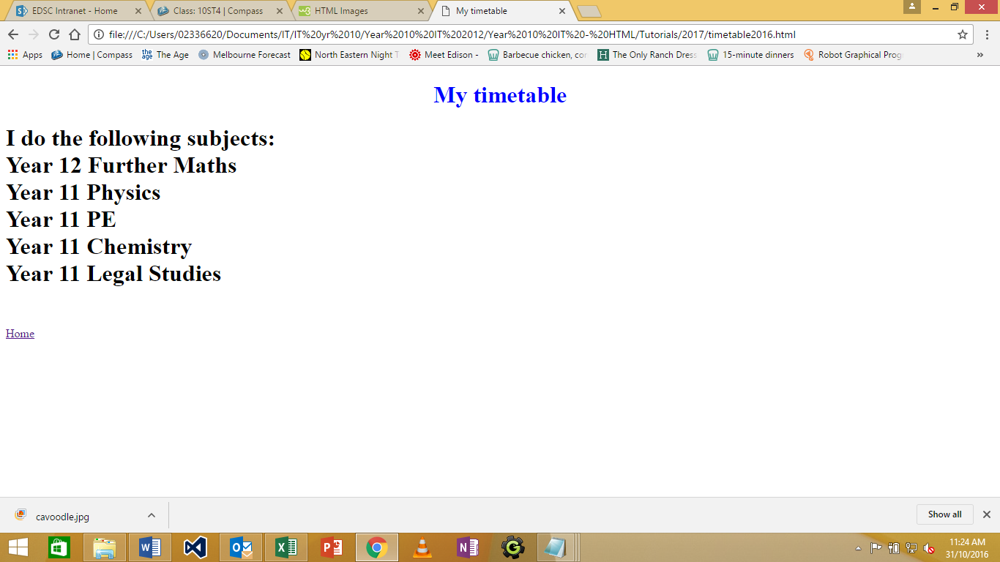 EDSC Intranet - Home
Class: 10ST4 | Compass
HTML Images
My timetable
file:///C:/Users/02336620/Documents/IT/IT%20yr%2010/Year%2010%20IT%202012/Year%2010%20IT%20-%20HTML/Tutorials/2017/timetable2016.html
Apps
Home | Compass
the age
The Age
Melbourne Forecast
North Eastern Night T
Meet Edison -
Barbecue chicken, cor
H
The Only Ranch Dress
15-minute dinners
Robot Graphical Prog
»
My timetable
I do the following subjects:
Year 12 Further Maths
Year 11 Physics
Year 11 PE
Year 11 Chemistry
Year 11 Legal Studies
Home
cavoodle.jpg
Show all
11:24 AM
31/10/2016